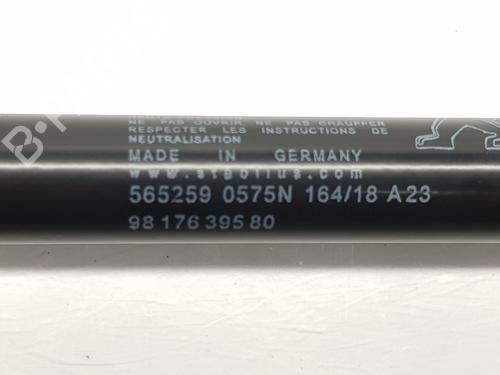 NE PAS OUVRIR, NE PAS CHAUFFER
RESPECTER LES INSTRUCTIONS DE
NEUTRALISATION
MADE IN GERMANY
www.stabilus.com
565259 0575N 164/18 A23
98 176 395 80
B-PARTS